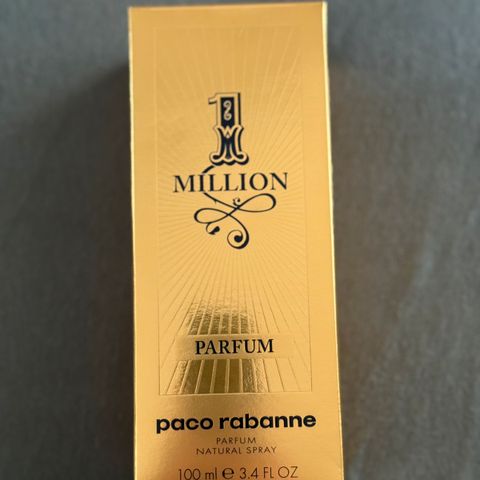 1
MILLION
PARFUM
paco rabanne
PARFUM
NATURAL SPRAY
100 ml ℮ 3.4 FL OZ